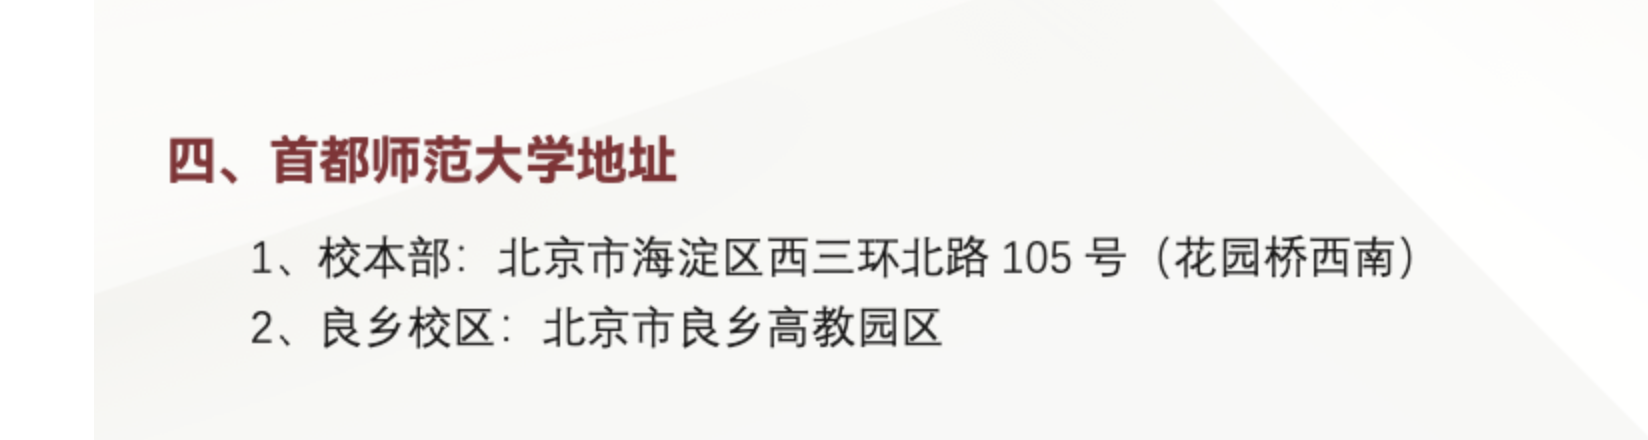 四、首都师范大学地址
1、校本部：北京市海淀区西三环北路 105 号（花园桥西南）
2、良乡校区：北京市良乡高教园区